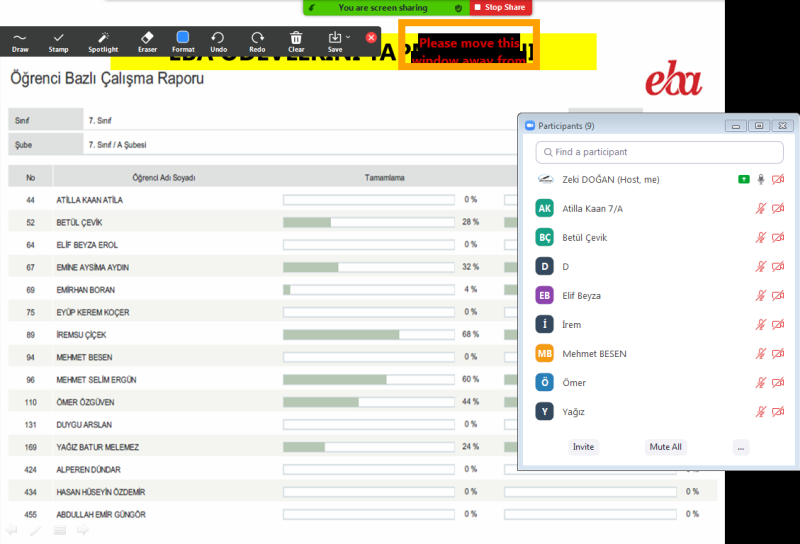 You are screen sharing
Stop Share
Draw
Stamp
Spotlight
Eraser
Format
Undo
Redo
Clear
Save
Please move this
window away from
Öğrenci Bazlı Çalışma Raporu
eba
Sınıf 7. Sınıf
Şube 7. Sınıf / A Şubesi
No Öğrenci Adı Soyadı Tamamlama
44 ATİLLA KAAN ATİLA 0 %
52 BETÜL ÇEVİK 28 %
64 ELİF BEYZA EROL 0 %
67 EMİNE AYSİMA AYDIN 32 %
69 EMİRHAN BORAN 4 %
75 EYÜP KEREM KOÇER 0 %
89 İREMSU ÇİÇEK 68 %
94 MEHMET BESEN 0 %
96 MEHMET SELİM ERGÜN 60 %
110 ÖMER ÖZGÜVEN 44 %
131 DUYGU ARSLAN 0 %
169 YAĞIZ BATUR MELEMEZ 24 %
424 ALPEREN DÜNDAR 0 %
434 HASAN HÜSEYİN ÖZDEMİR 0 % 0 %
455 ABDULLAH EMİR GÜNGÖR 0 % 0 %
Participants (9)
Find a participant
Zeki DOĞAN (Host, me)
AK Atilla Kaan 7/A
BÇ Betül Çevik
D D
EB Elif Beyza
İ İrem
MB Mehmet BESEN
Ö Ömer
Y Yağız
Invite
Mute All
...